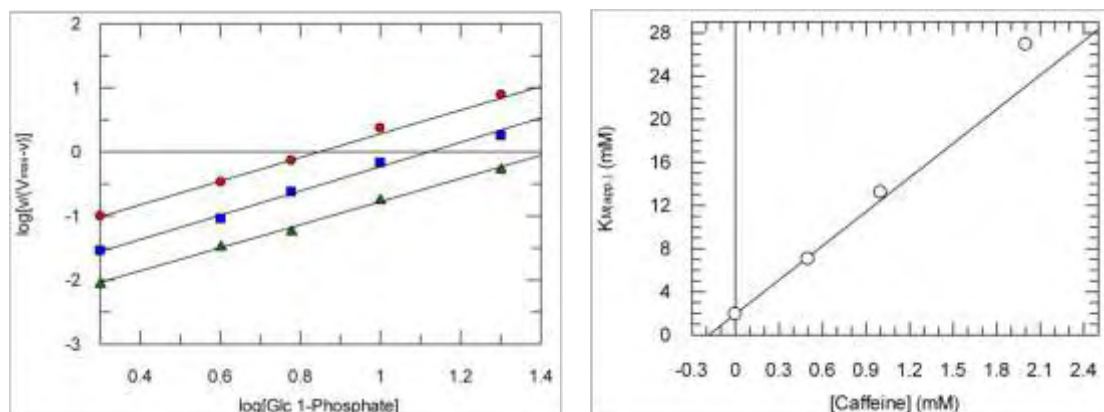 2
1
0
-1
-2
-3
log[v/(Vmax-v)]
0.4 0.6 0.8 1 1.2 1.4
log[Glc 1-Phosphate]
28
24
20
16
12
8
4
0
KM(app.) (mM)
-0.3 0 0.3 0.6 0.9 1.2 1.5 1.8 2.1 2.4
[Caffeine] (mM)